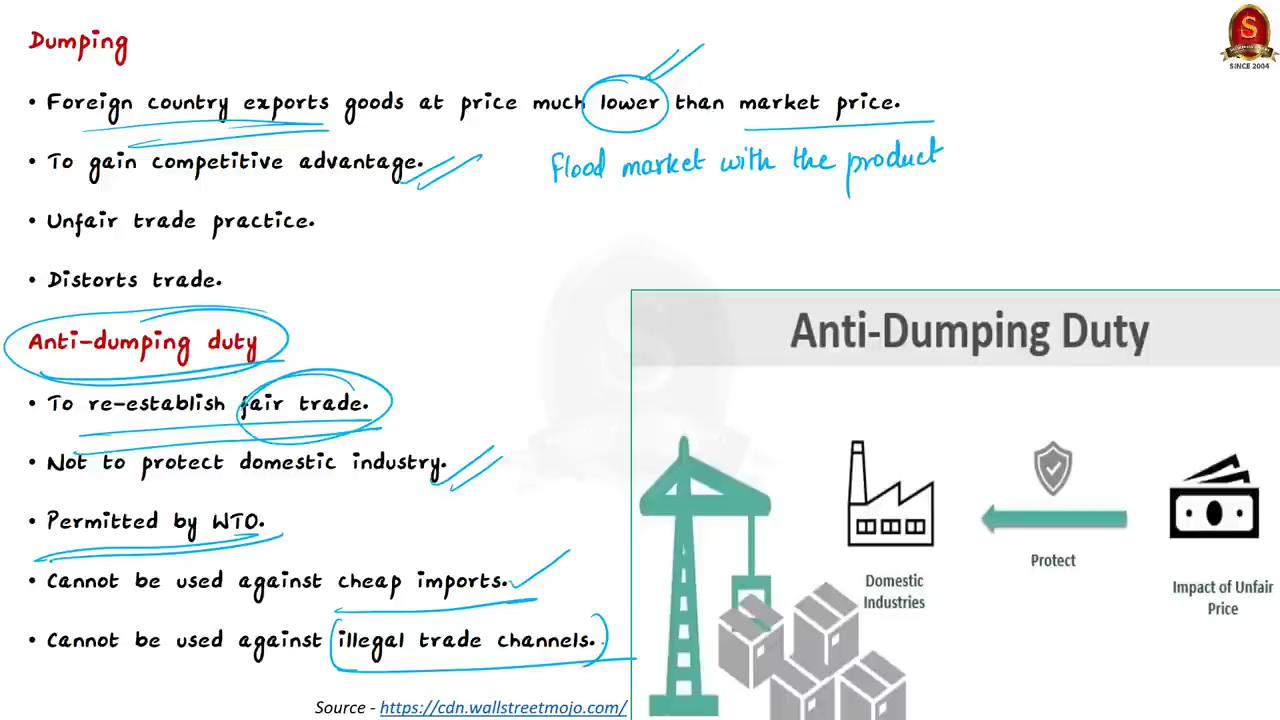 Dumping
• Foreign country exports goods at price much lower than market price.
• To gain competitive advantage.
Flood market with the product
• Unfair trade practice.
• Distorts trade.
Anti-dumping duty
• To re-establish fair trade.
• Not to protect domestic industry.
• Permitted by WTO.
• Cannot be used against cheap imports.
• Cannot be used against illegal trade channels.
Source - https://cdn.wallstreetmojo.com/
S
SINCE 2004
Anti-Dumping Duty
Domestic
Industries
Protect
Impact of Unfair
Price